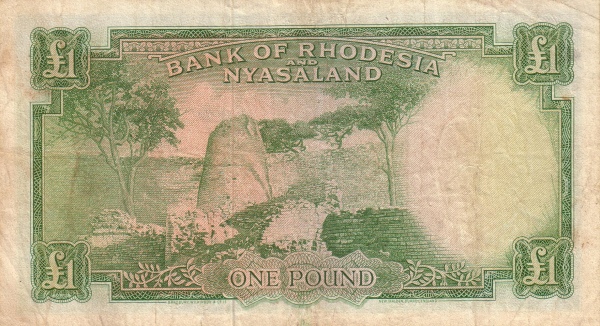 £1 BANK OF RHODESIA £1
AND
NYASALAND
£1 ONE POUND £1